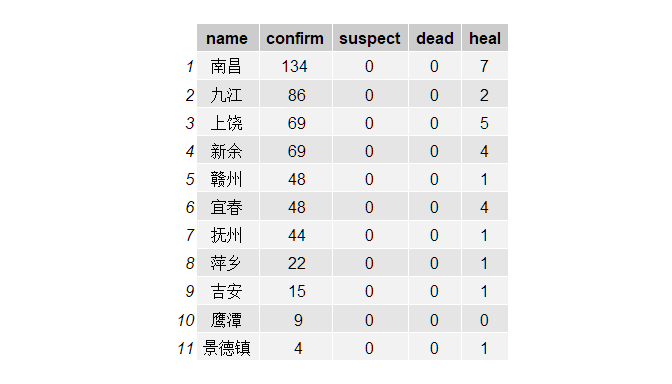 name confirm suspect dead heal
1 南昌 134 0 0 7
2 九江 86 0 0 2
3 上饶 69 0 0 5
4 新余 69 0 0 4
5 赣州 48 0 0 1
6 宜春 48 0 0 4
7 抚州 44 0 0 1
8 萍乡 22 0 0 1
9 吉安 15 0 0 1
10 鹰潭 9 0 0 0
11 景德镇 4 0 0 1